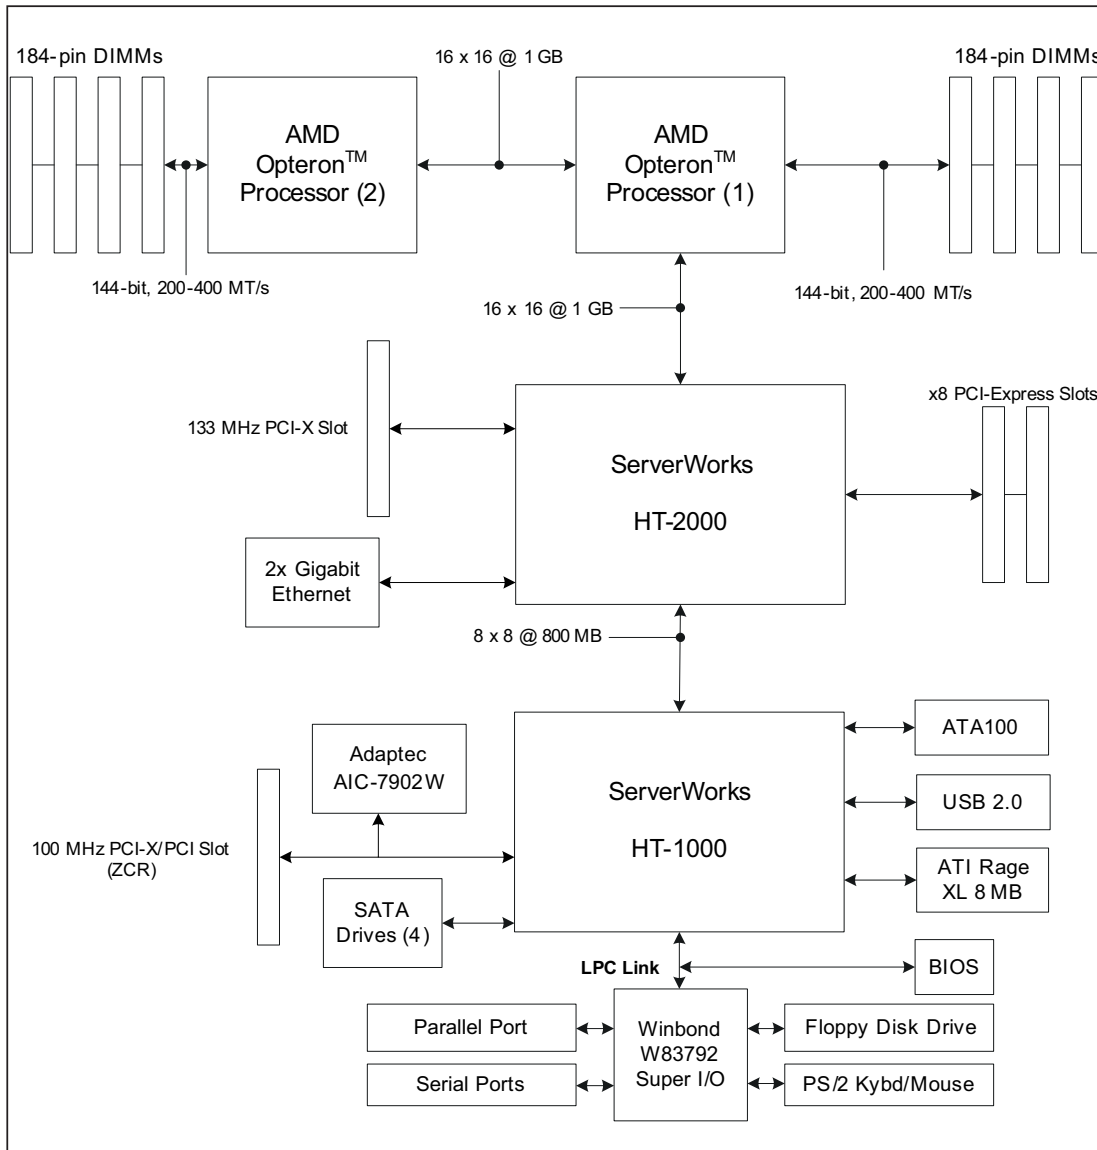 184-pin DIMMs
16 x 16 @ 1 GB
184-pin DIMMs
AMD
Opteron™
Processor (2)
AMD
Opteron™
Processor (1)
144-bit, 200-400 MT/s
16 x 16 @ 1 GB
144-bit, 200-400 MT/s
133 MHz PCI-X Slot
ServerWorks
HT-2000
x8 PCI-Express Slots
2x Gigabit
Ethernet
8 x 8 @ 800 MB
Adaptec
AIC-7902W
ServerWorks
HT-1000
ATA100
USB 2.0
100 MHz PCI-X/PCI Slot
(ZCR)
ATI Rage
XL 8 MB
SATA
Drives (4)
LPC Link
BIOS
Parallel Port
Winbond
W83792
Super I/O
Floppy Disk Drive
Serial Ports
PS/2 Kybd/Mouse